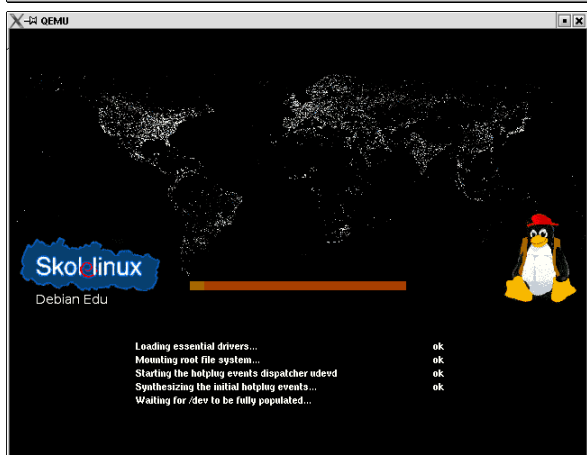 QEMU
Skolelinux
Debian Edu
Loading essential drivers... ok
Mounting root file system... ok
Starting the hotplug events dispatcher udevd ok
Synthesizing the initial hotplug events... ok
Waiting for /dev to be fully populated...